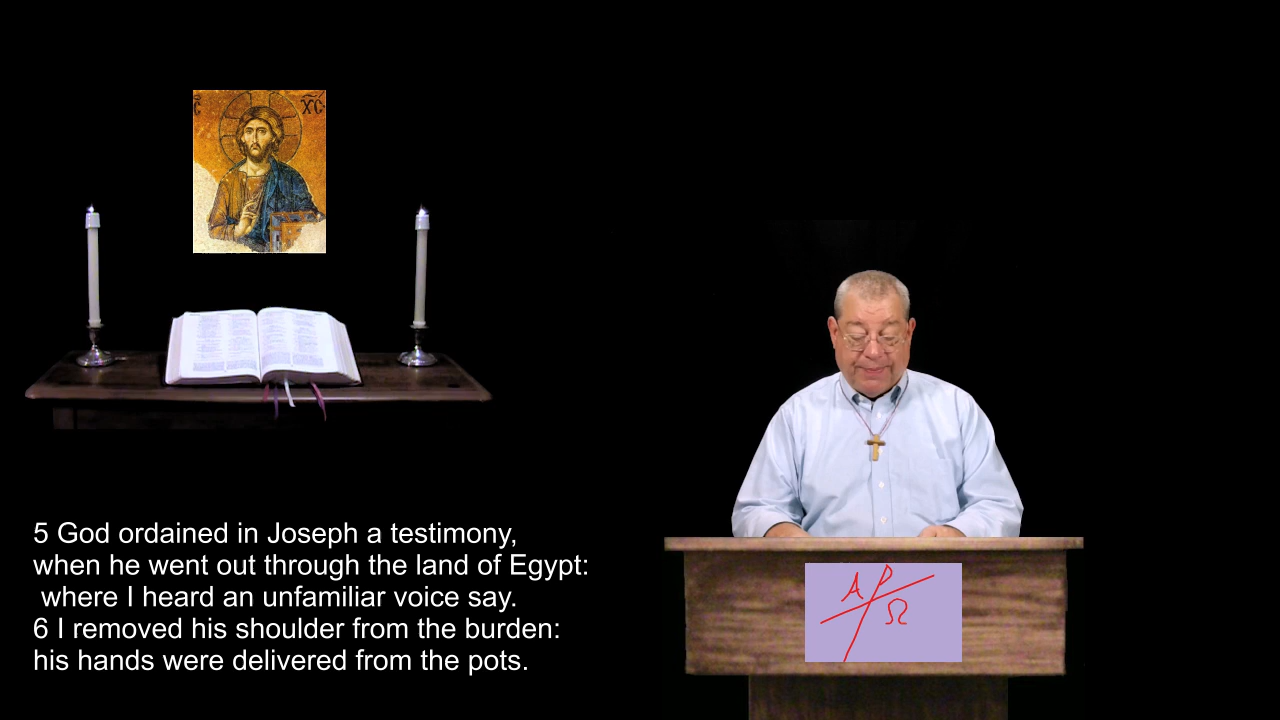 C XC
5 God ordained in Joseph a testimony,
when he went out through the land of Egypt:
where I heard an unfamiliar voice say.
6 I removed his shoulder from the burden:
his hands were delivered from the pots.
A P
Ω